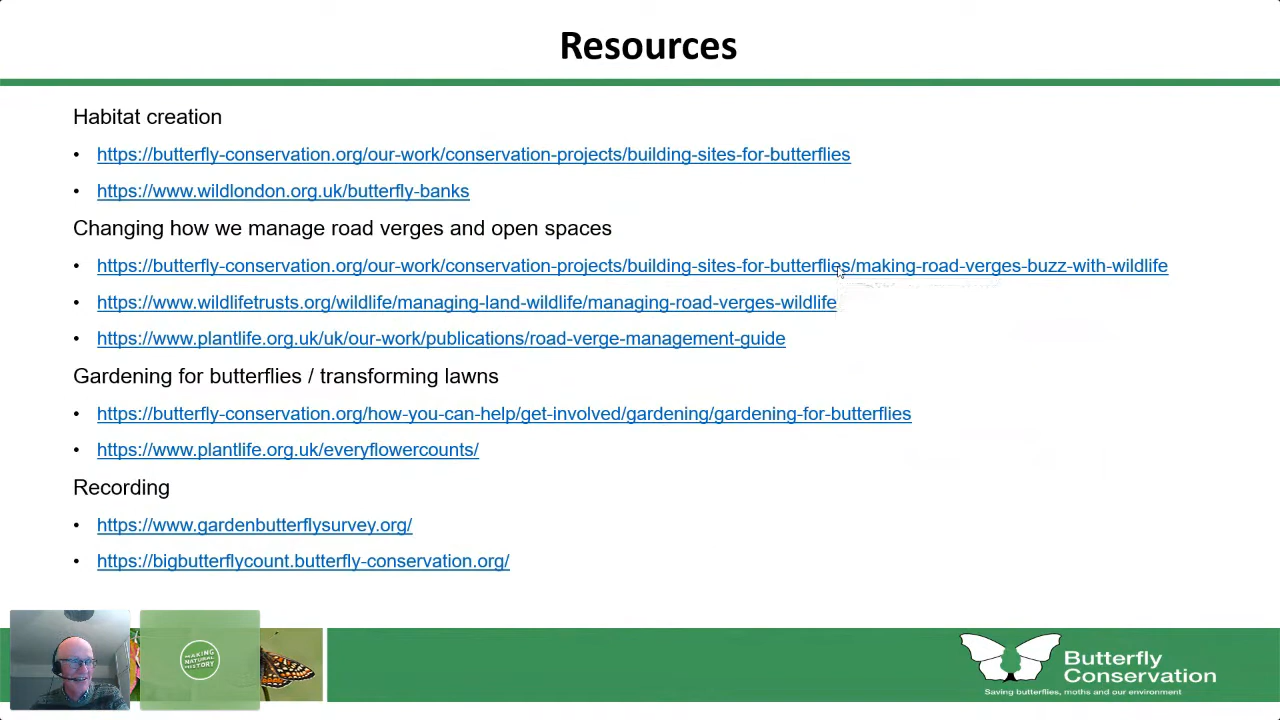 Resources
Habitat creation
• https://butterfly-conservation.org/our-work/conservation-projects/building-sites-for-butterflies
• https://www.wildlondon.org.uk/butterfly-banks
Changing how we manage road verges and open spaces
• https://butterfly-conservation.org/our-work/conservation-projects/building-sites-for-butterflies/making-road-verges-buzz-with-wildlife
• https://www.wildlifetrusts.org/wildlife/managing-land-wildlife/managing-road-verges-wildlife
• https://www.plantlife.org.uk/uk/our-work/publications/road-verge-management-guide
Gardening for butterflies / transforming lawns
• https://butterfly-conservation.org/how-you-can-help/get-involved/gardening/gardening-for-butterflies
• https://www.plantlife.org.uk/everyflowercounts/
Recording
• https://www.gardenbutterflysurvey.org/
• https://bigbutterflycount.butterfly-conservation.org/
MAKING
NATURAL
HISTORY
Butterfly
Conservation
Saving butterflies, moths and our environment